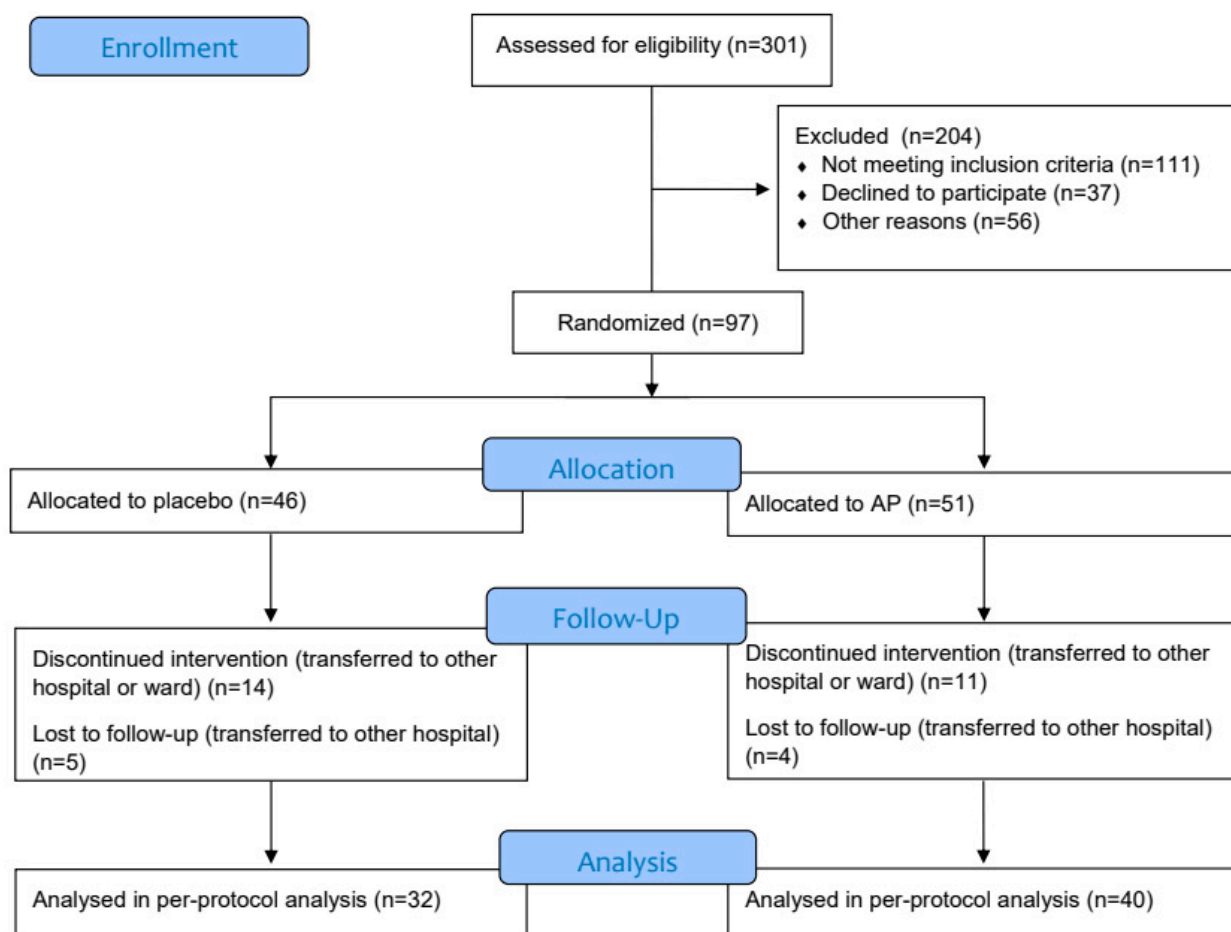 Enrollment
Assessed for eligibility (n=301)
Excluded (n=204)
♦ Not meeting inclusion criteria (n=111)
♦ Declined to participate (n=37)
♦ Other reasons (n=56)
Randomized (n=97)
Allocation
Allocated to placebo (n=46)
Allocated to AP (n=51)
Follow-Up
Discontinued intervention (transferred to other
hospital or ward) (n=14)
Lost to follow-up (transferred to other hospital)
(n=5)
Discontinued intervention (transferred to other
hospital or ward) (n=11)
Lost to follow-up (transferred to other hospital)
(n=4)
Analysis
Analysed in per-protocol analysis (n=32)
Analysed in per-protocol analysis (n=40)